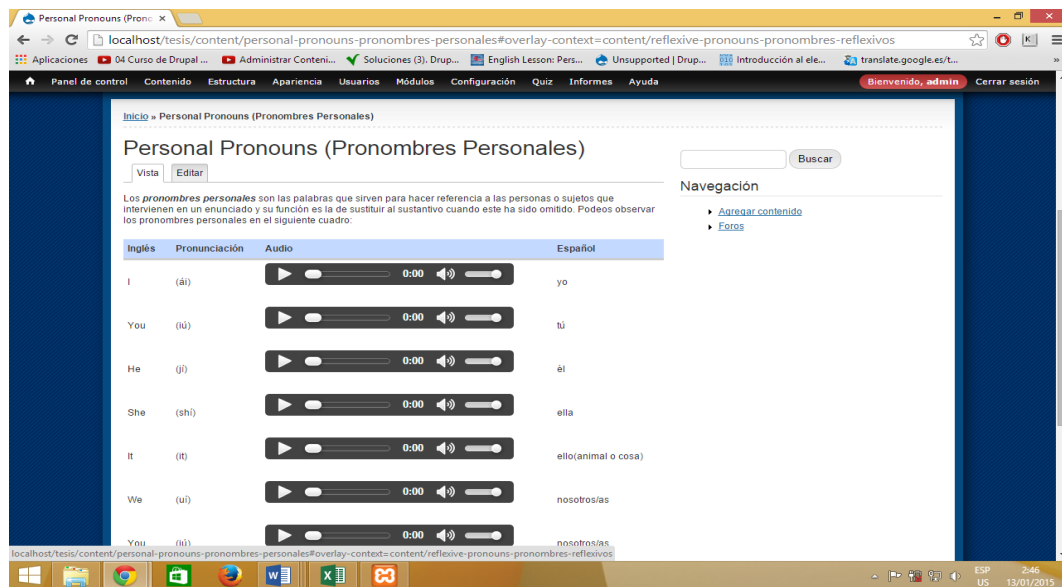 Personal Pronouns (Prono
localhost/tesis/content/personal-pronouns-pronombres-personales#overlay-context=content/reflexive-pronouns-pronombres-reflexivos
Aplicaciones 04 Curso de Drupal ... Administrar Conteni... Soluciones (3). Drup... English Lesson: Pers... Unsupported | Drup... Introducción al ele... translate.google.es/t... »
Panel de control Contenido Estructura Apariencia Usuarios Módulos Configuración Quiz Informes Ayuda Bienvenido, admin Cerrar sesión
Inicio » Personal Pronouns (Pronombres Personales)
Personal Pronouns (Pronombres Personales)
Buscar
Vista Editar
Navegación
Los pronombres personales son las palabras que sirven para hacer referencia a las personas o sujetos que
intervienen en un enunciado y su función es la de sustituir al sustantivo cuando este ha sido omitido. Podeos observar
los pronombres personales en el siguiente cuadro:
Agregar contenido
Foros
Inglés Pronunciación Audio Español
I (ái) 0:00 yo
You (iú) 0:00 tú
He (jí) 0:00 él
She (shí) 0:00 ella
It (it) 0:00 ello(animal o cosa)
We (uí) 0:00 nosotros/as
You (iú) 0:00 nosotros/as
localhost/tesis/content/personal-pronouns-pronombres-personales#overlay-context=content/reflexive-pronouns-pronombres-reflexivos
ESP 2:46
US 13/01/2015